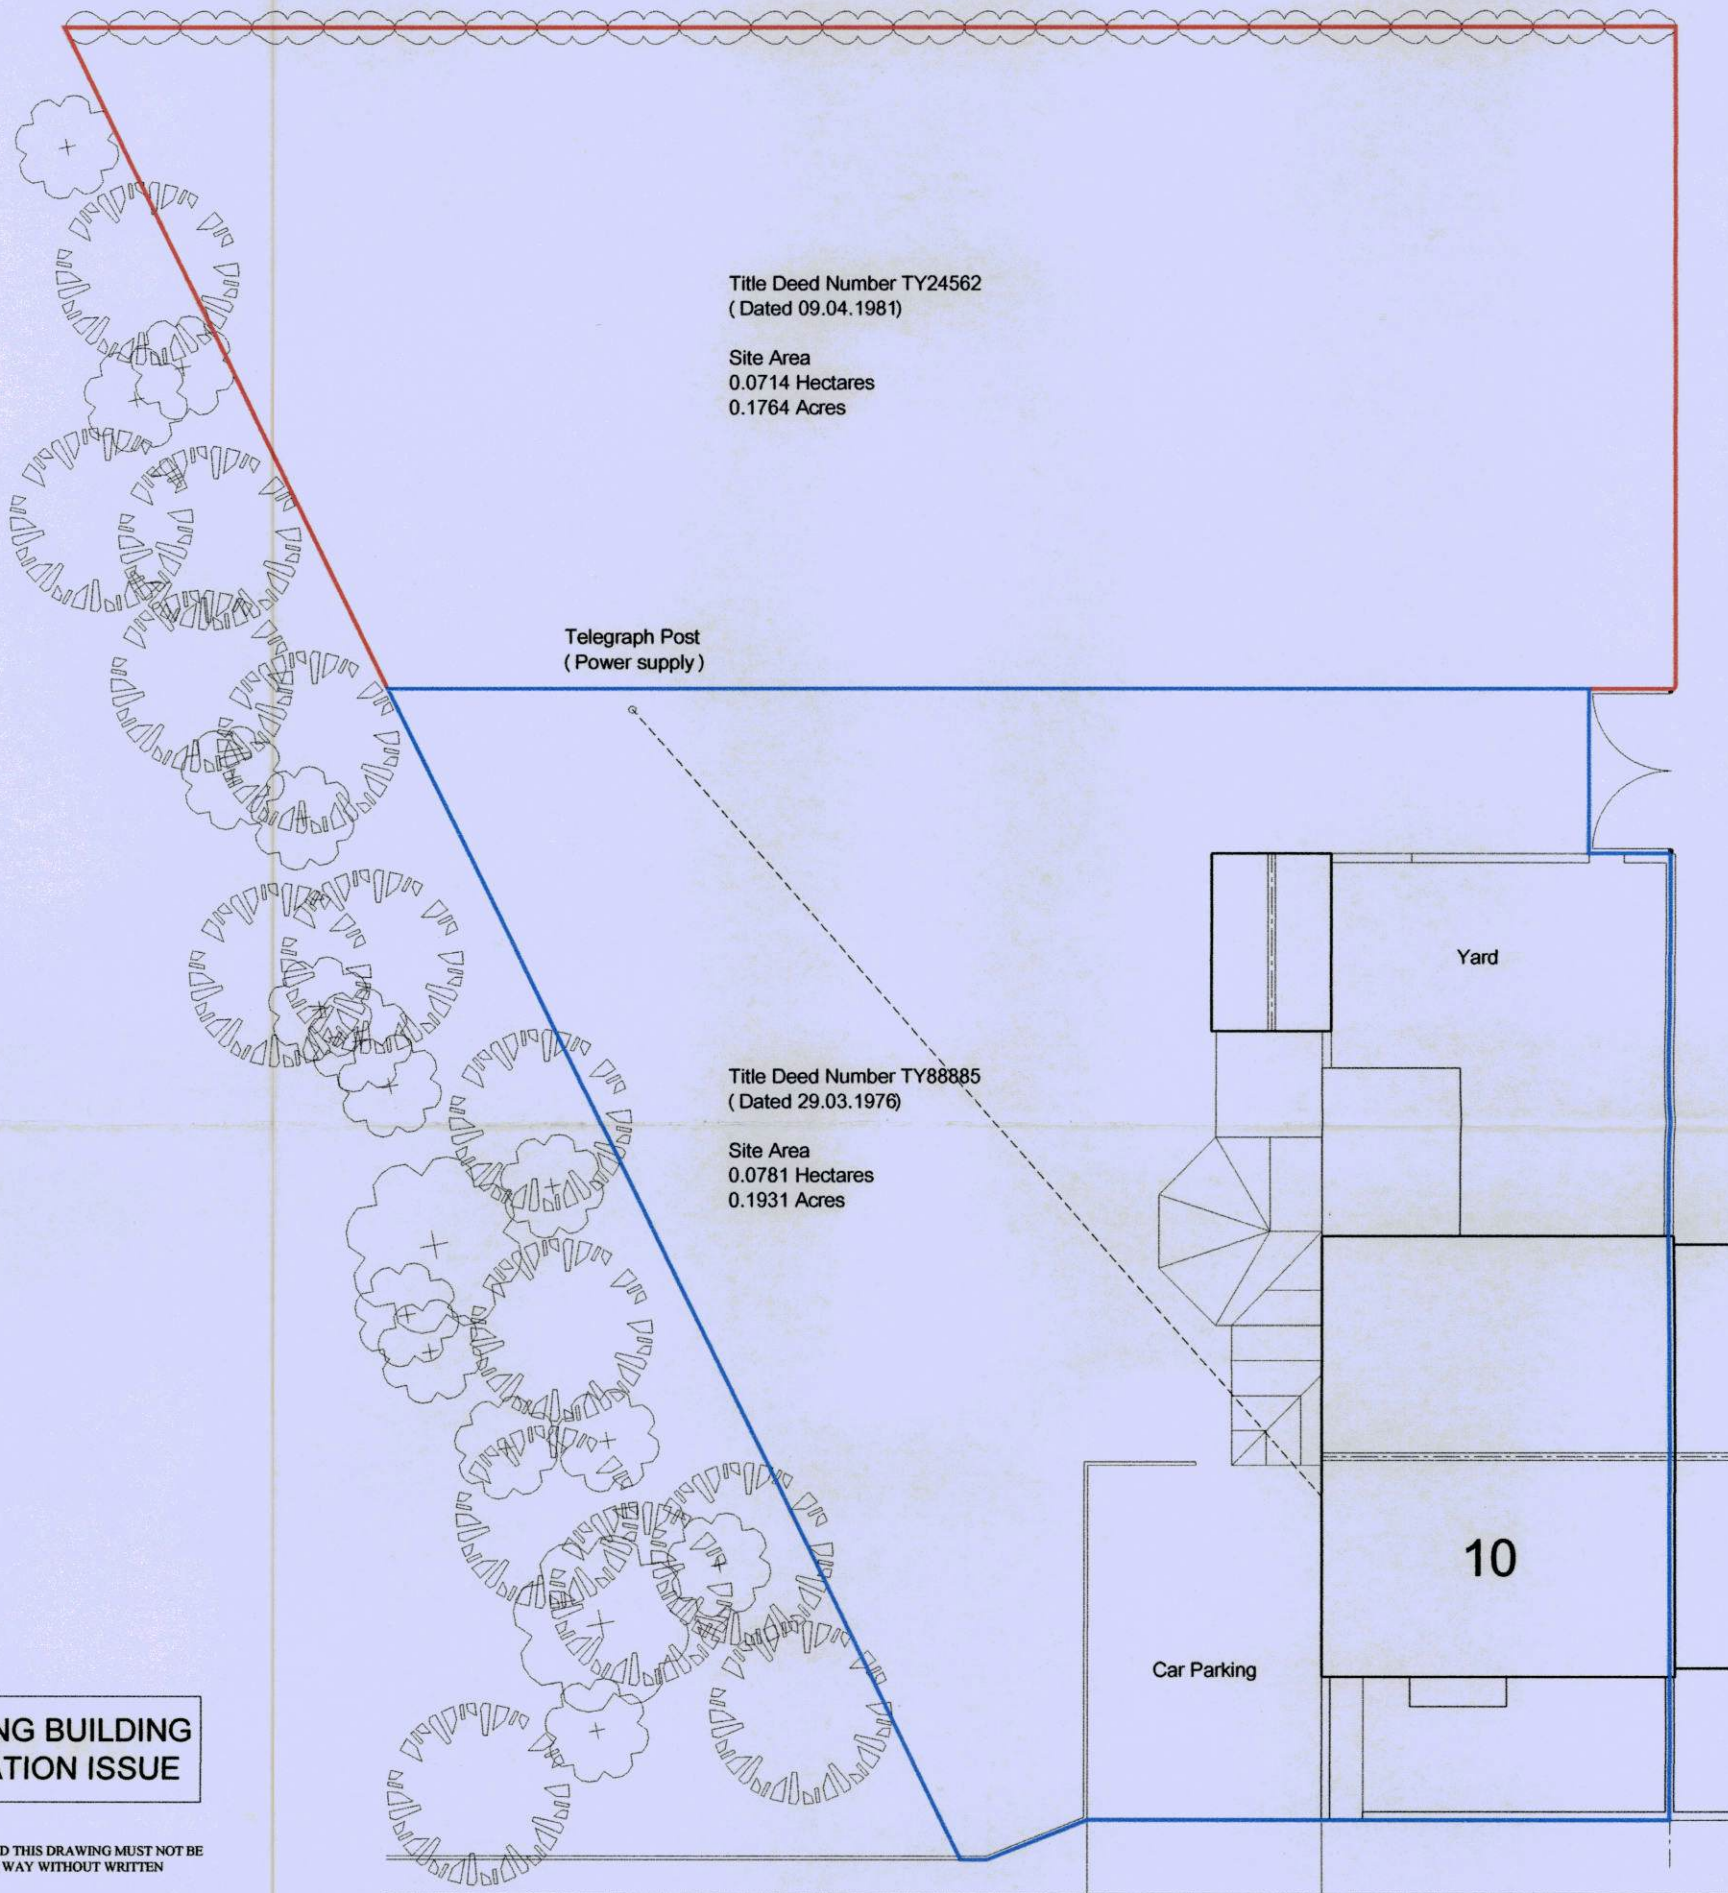 Title Deed Number TY24562
( Dated 09.04.1981)
Site Area
0.0714 Hectares
0.1764 Acres
Telegraph Post
( Power supply )
Yard
Title Deed Number TY88885
( Dated 29.03.1976)
Site Area
0.0781 Hectares
0.1931 Acres
10
Car Parking
NG BUILDING
ATION ISSUE
D THIS DRAWING MUST NOT BE
WAY WITHOUT WRITTEN